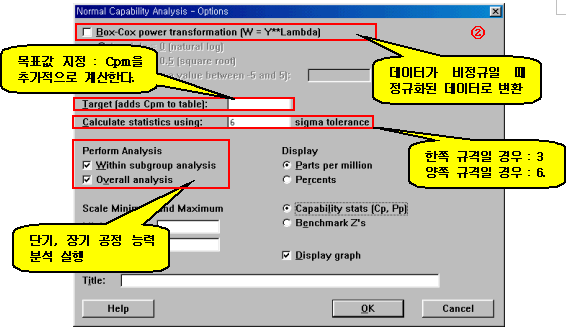 Normal Capability Analysis - Options
Box-Cox power transformation (W = Y**Lambda)
②
0 (natural log)
0.5 (square root)
value between -5 and 5):
목표값 지정 : Cpm을
추가적으로 계산한다.
데이터가 비정규일 때
정규화된 데이터로 변환
Target (adds Cpm to table):
Calculate statistics using: 6 sigma tolerance
한쪽 규격일 경우 : 3
양쪽 규격일 경우 : 6.
Perform Analysis
Within subgroup analysis
Overall analysis
Display
Parts per million
Percents
Scale Minimum and Maximum
Capability stats (Cp, Pp)
Benchmark Z's
단기, 장기 공정 능력
분석 실행
Display graph
Title:
Help
OK
Cancel